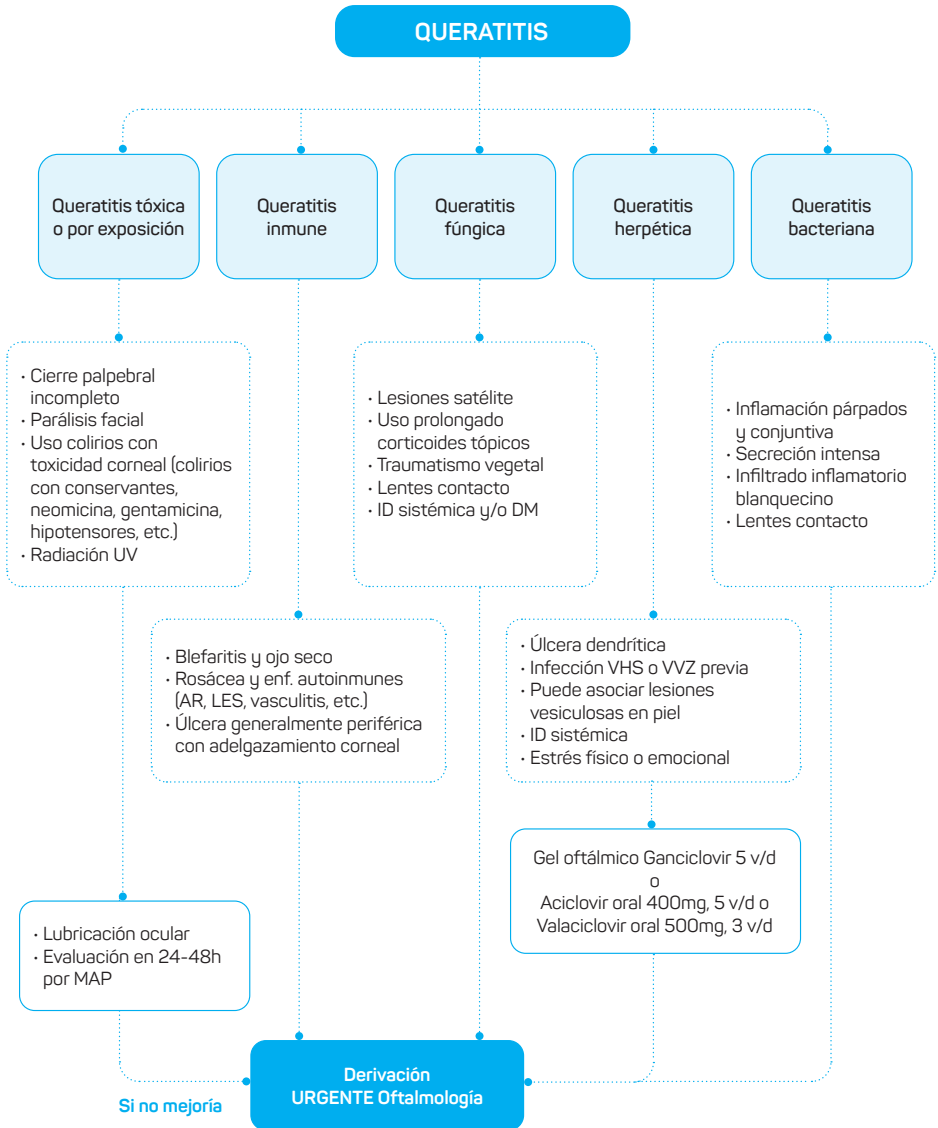 QUERATITIS
Queratitis tóxica
o por exposición
Queratitis
inmune
Queratitis
fúngica
Queratitis
herpética
Queratitis
bacteriana
· Cierre palpebral
incompleto
· Parálisis facial
· Uso colirios con
toxicidad corneal (colirios
con conservantes,
neomicina, gentamicina,
hipotensores, etc.)
· Radiación UV
· Lesiones satélite
· Uso prolongado
corticoides tópicos
· Traumatismo vegetal
· Lentes contacto
· ID sistémica y/o DM
· Inflamación párpados
y conjuntiva
· Secreción intensa
· Infiltrado inflamatorio
blanquecino
· Lentes contacto
· Blefaritis y ojo seco
· Rosácea y enf. autoinmunes
(AR, LES, vasculitis, etc.)
· Úlcera generalmente periférica
con adelgazamiento corneal
· Úlcera dendrítica
· Infección VHS o VVZ previa
· Puede asociar lesiones
vesiculosas en piel
· ID sistémica
· Estrés físico o emocional
Gel oftálmico Ganciclovir 5 v/d
o
Aciclovir oral 400mg, 5 v/d o
Valaciclovir oral 500mg, 3 v/d
· Lubricación ocular
· Evaluación en 24-48h
por MAP
Si no mejoría
Derivación
URGENTE Oftalmología